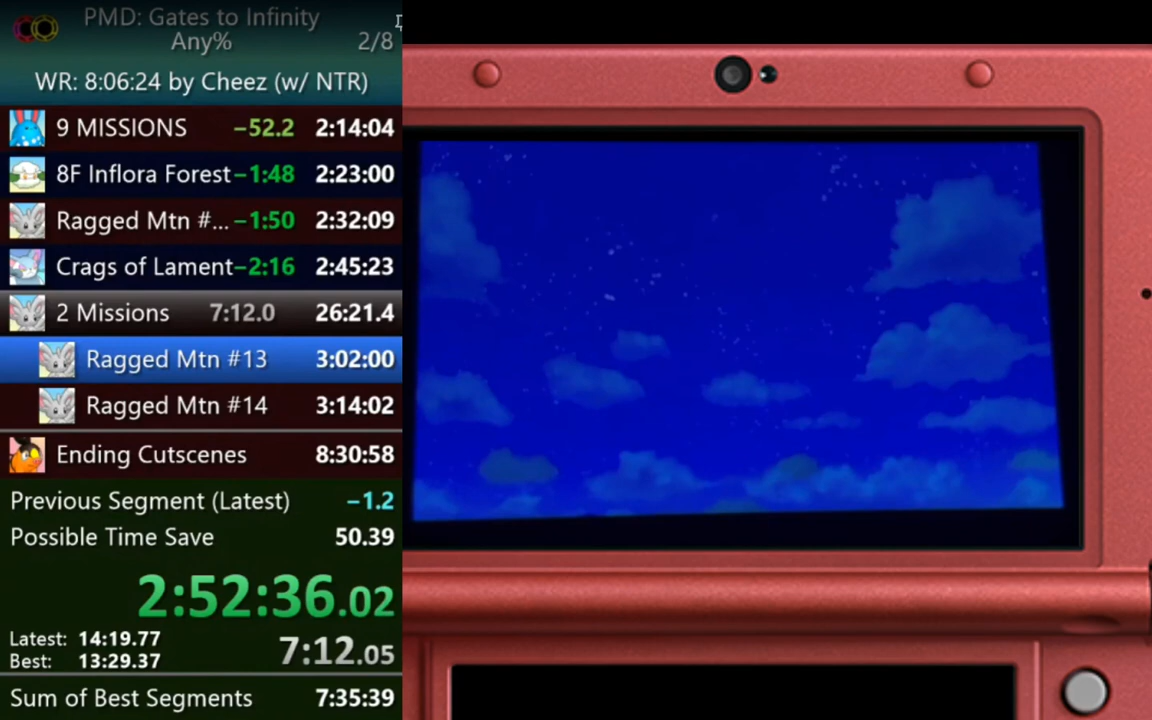 PMD: Gates to Infinity
Any% 2/8
WR: 8:06:24 by Cheez (w/ NTR)
9 MISSIONS −52.2 2:14:04
8F Inflora Forest −1:48 2:23:00
Ragged Mtn #... −1:50 2:32:09
Crags of Lament −2:16 2:45:23
2 Missions 7:12.0 26:21.4
Ragged Mtn #13 3:02:00
Ragged Mtn #14 3:14:02
Ending Cutscenes 8:30:58
Previous Segment (Latest) −1.2
Possible Time Save 50.39
2:52:36.02
Latest: 14:19.77
Best: 13:29.37
7:12.05
Sum of Best Segments 7:35:39